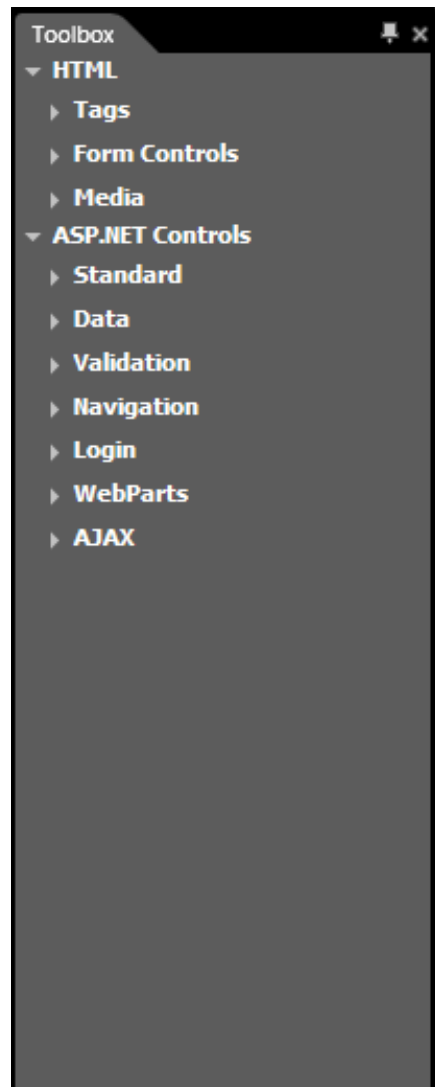 Toolbox
HTML
Tags
Form Controls
Media
ASP.NET Controls
Standard
Data
Validation
Navigation
Login
WebParts
AJAX